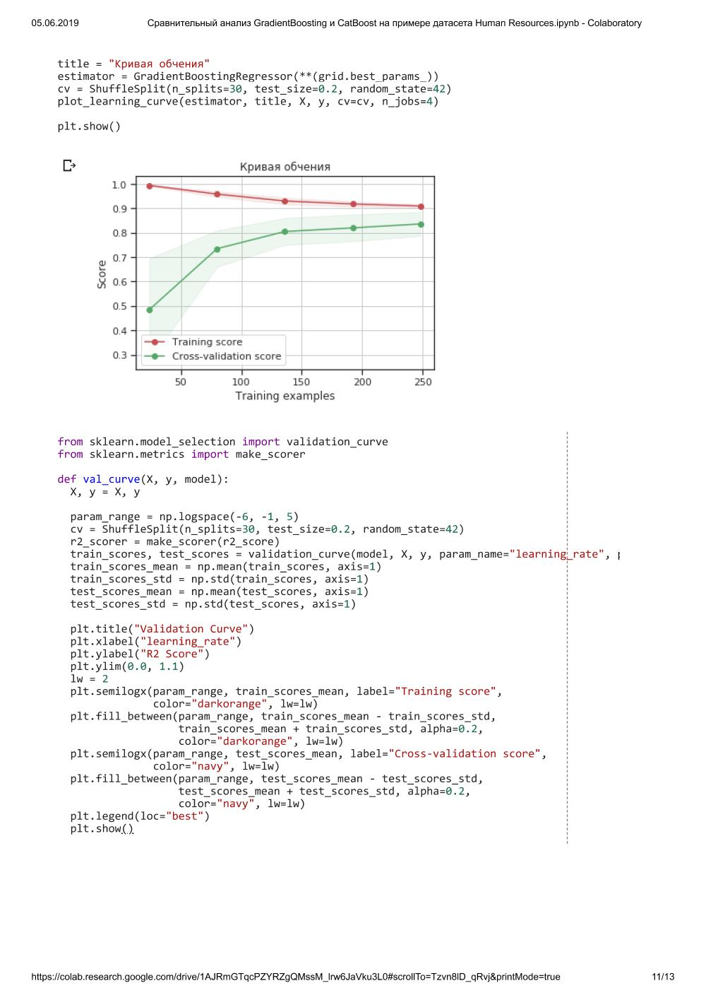 05.06.2019 Сравнительный анализ GradientBoosting и CatBoost на примере датасета Human Resources.ipynb - Colaboratory
title = "Кривая обчения"
estimator = GradientBoostingRegressor(**(grid.best_params_))
cv = ShuffleSplit(n_splits=30, test_size=0.2, random_state=42)
plot_learning_curve(estimator, title, X, y, cv=cv, n_jobs=4)
plt.show()
Кривая обчения
1.0
0.9
0.8
0.7
0.6
0.5
0.4
0.3
Score
Training score
Cross-validation score
50 100 150 200 250
Training examples
from sklearn.model_selection import validation_curve
from sklearn.metrics import make_scorer
def val_curve(X, y, model):
  X, y = X, y
  param_range = np.logspace(-6, -1, 5)
  cv = ShuffleSplit(n_splits=30, test_size=0.2, random_state=42)
  r2_scorer = make_scorer(r2_score)
  train_scores, test_scores = validation_curve(model, X, y, param_name="learning_rate",
  train_scores_mean = np.mean(train_scores, axis=1)
  train_scores_std = np.std(train_scores, axis=1)
  test_scores_mean = np.mean(test_scores, axis=1)
  test_scores_std = np.std(test_scores, axis=1)
  plt.title("Validation Curve")
  plt.xlabel("learning_rate")
  plt.ylabel("R2 Score")
  plt.ylim(0.0, 1.1)
  lw = 2
  plt.semilogx(param_range, train_scores_mean, label="Training score",
               color="darkorange", lw=lw)
  plt.fill_between(param_range, train_scores_mean - train_scores_std,
                   train_scores_mean + train_scores_std, alpha=0.2,
                   color="darkorange", lw=lw)
  plt.semilogx(param_range, test_scores_mean, label="Cross-validation score",
               color="navy", lw=lw)
  plt.fill_between(param_range, test_scores_mean - test_scores_std,
                   test_scores_mean + test_scores_std, alpha=0.2,
                   color="navy", lw=lw)
  plt.legend(loc="best")
  plt.show()
https://colab.research.google.com/drive/1AJRmGTqcPZYRZgQMssM_lrw6JaVku3L0#scrollTo=Tzvn8lD_qRvj&printMode=true 11/13